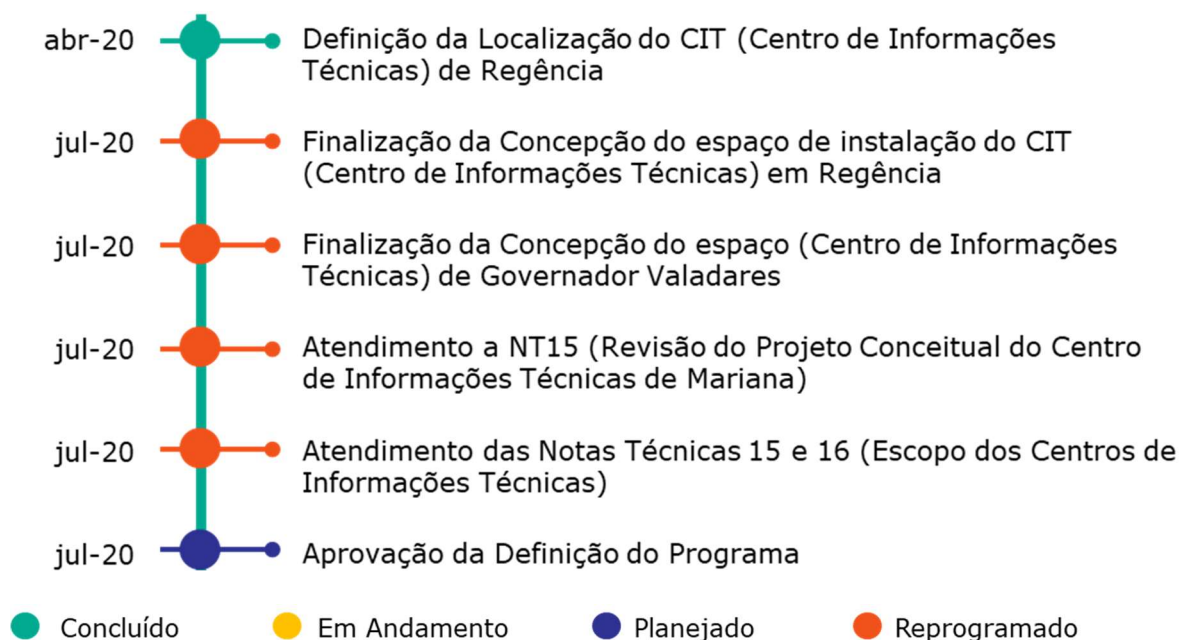 abr-20 Definição da Localização do CIT (Centro de Informações
Técnicas) de Regência
jul-20 Finalização da Concepção do espaço de instalação do CIT
(Centro de Informações Técnicas) em Regência
jul-20 Finalização da Concepção do espaço (Centro de Informações
Técnicas) de Governador Valadares
jul-20 Atendimento a NT15 (Revisão do Projeto Conceitual do Centro
de Informações Técnicas de Mariana)
jul-20 Atendimento das Notas Técnicas 15 e 16 (Escopo dos Centros de
Informações Técnicas)
jul-20 Aprovação da Definição do Programa
Concluído Em Andamento Planejado Reprogramado